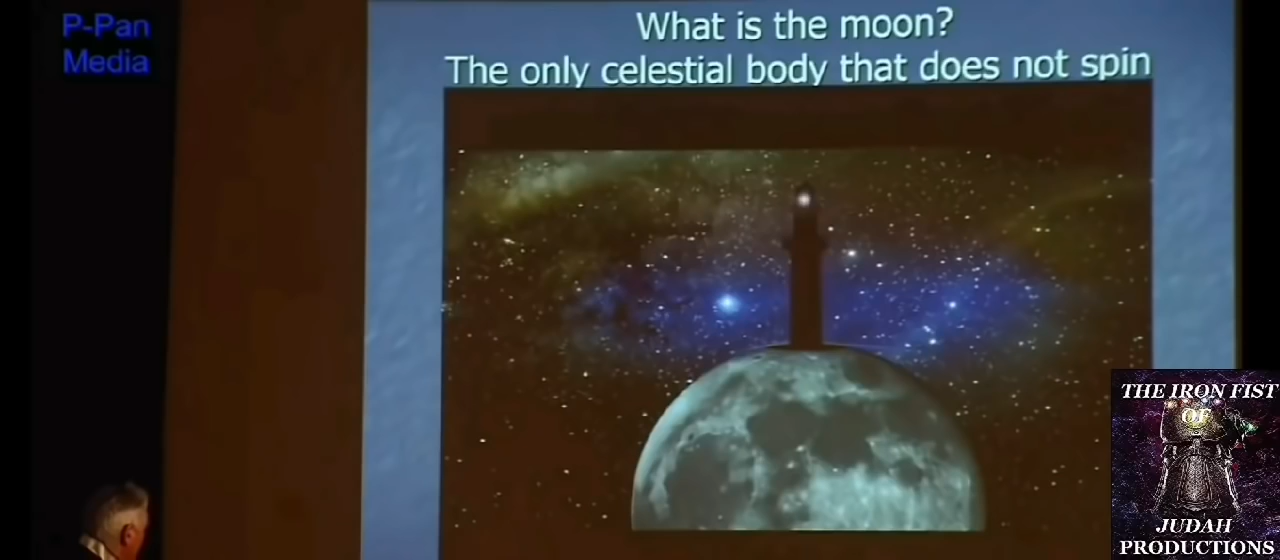 P-Pan
Media
What is the moon?
The only celestial body that does not spin
THE IRON FIST
OF
JUDAH
PRODUCTIONS